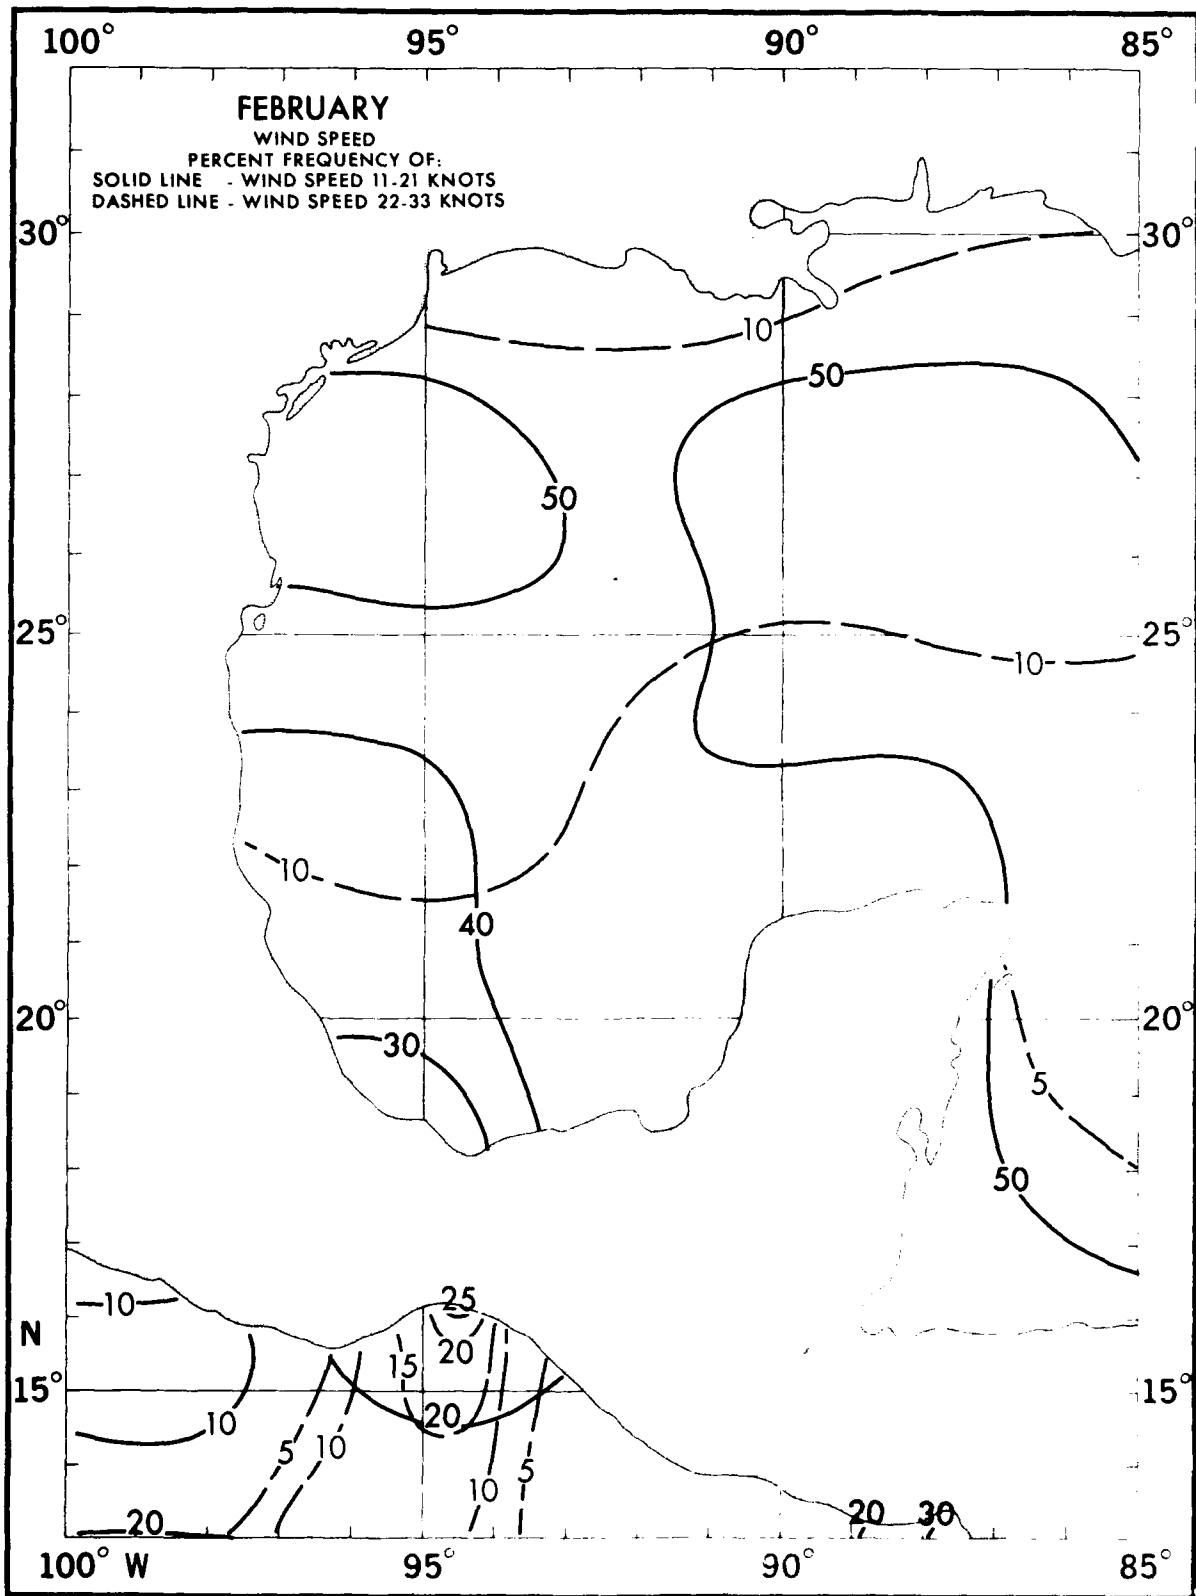 100° 95° 90° 85°
FEBRUARY
WIND SPEED
PERCENT FREQUENCY OF:
SOLID LINE - WIND SPEED 11-21 KNOTS
DASHED LINE - WIND SPEED 22-33 KNOTS
30° 30°
10
50
50
25° 25°
10
10
40
20° 20°
30
5
50
10 25
N
20
15
15° 15°
10 20
5 10
10 5
20 20 30
100° W 95° 90° 85°